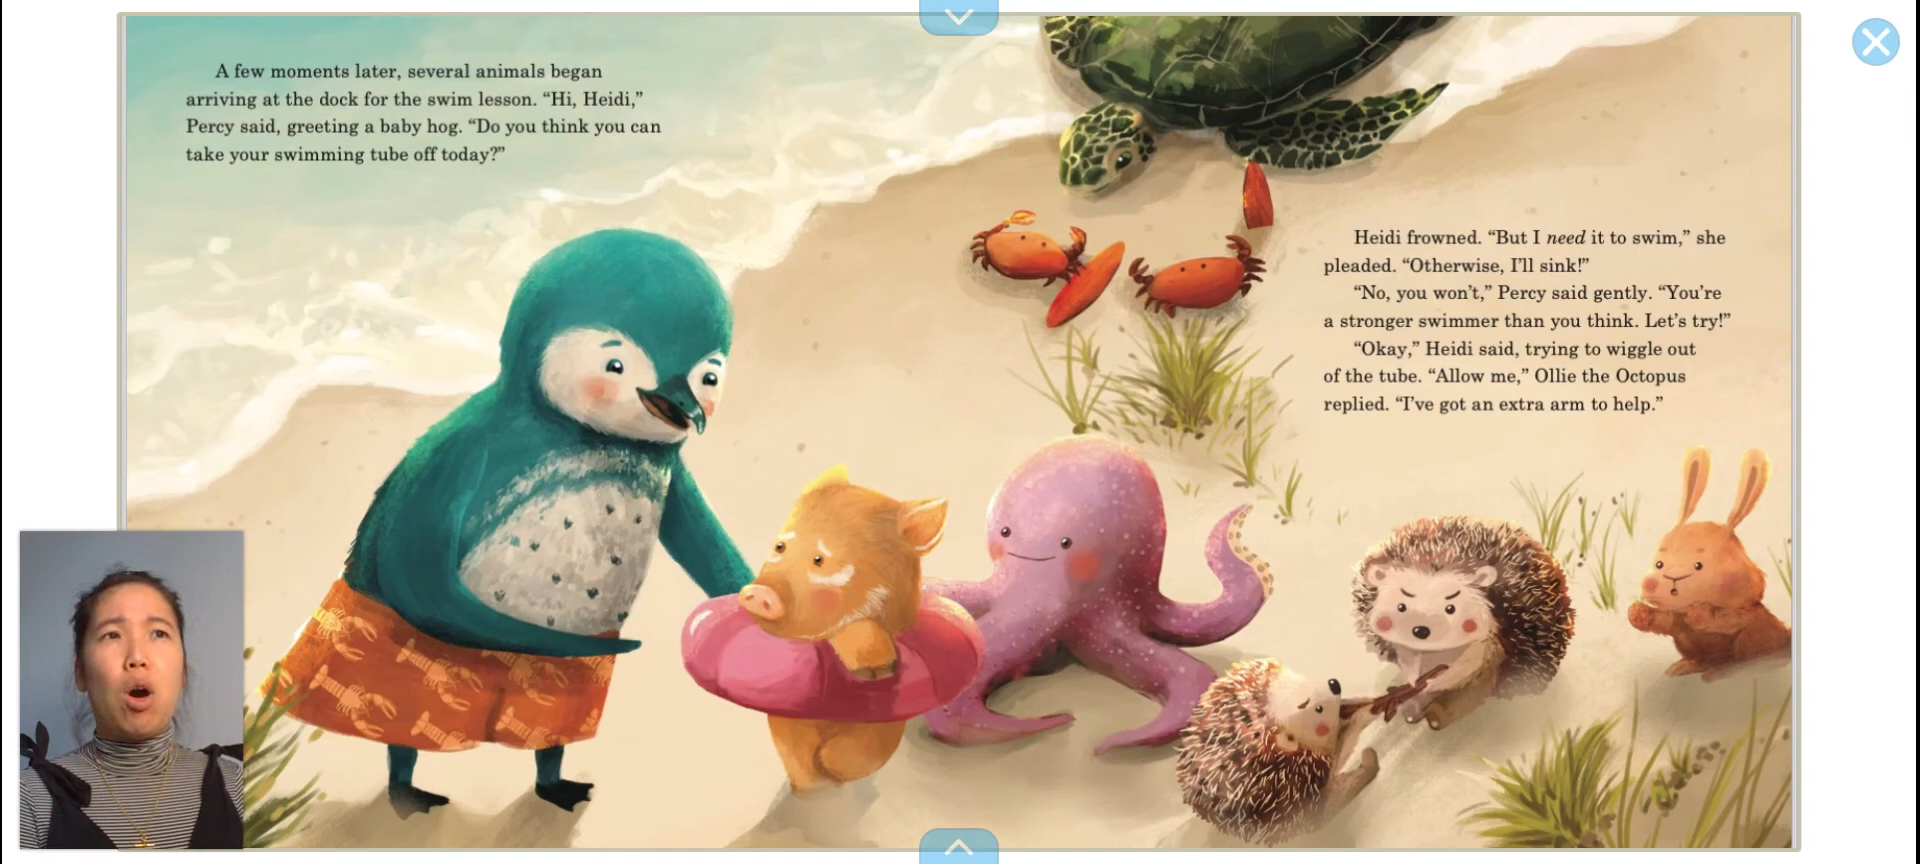 A few moments later, several animals began
arriving at the dock for the swim lesson. “Hi, Heidi,”
Percy said, greeting a baby hog. “Do you think you can
take your swimming tube off today?”
Heidi frowned. “But I need it to swim,” she
pleaded. “Otherwise, I’ll sink!”
“No, you won’t,” Percy said gently. “You’re
a stronger swimmer than you think. Let’s try!”
“Okay,” Heidi said, trying to wiggle out
of the tube. “Allow me,” Ollie the Octopus
replied. “I’ve got an extra arm to help.”